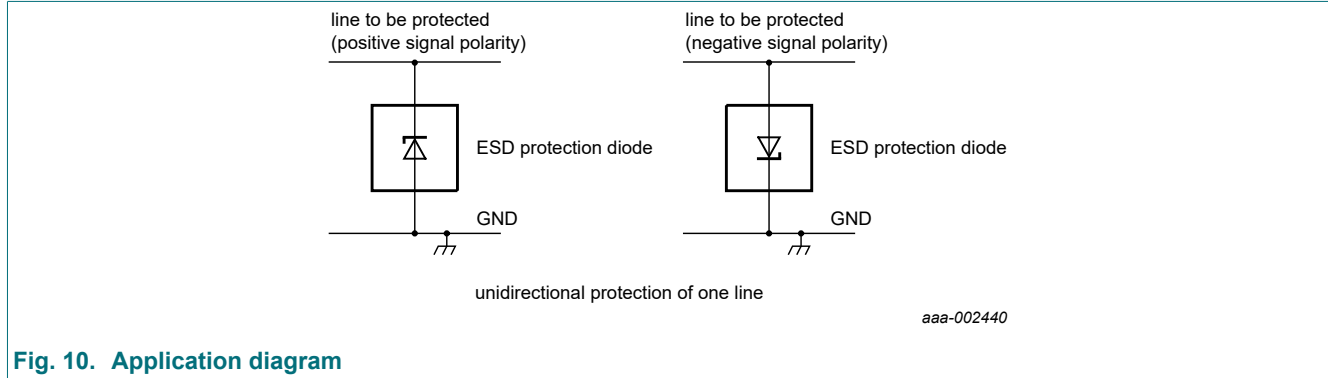 line to be protected
(positive signal polarity)
line to be protected
(negative signal polarity)
ESD protection diode
ESD protection diode
GND
GND
unidirectional protection of one line
aaa-002440
Fig. 10. Application diagram